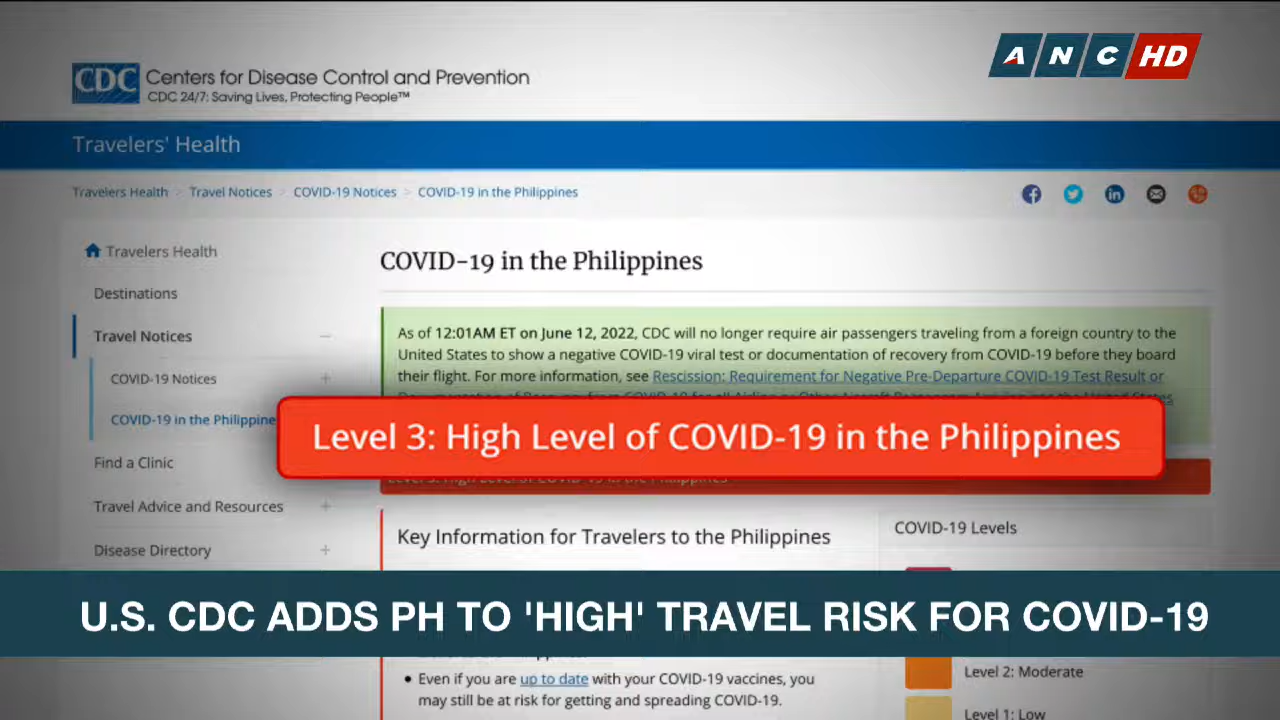 ANC HD
CDC Centers for Disease Control and Prevention
CDC 24/7: Saving Lives, Protecting People™
Travelers' Health
Travelers Health > Travel Notices > COVID-19 Notices > COVID-19 in the Philippines
Travelers Health
Destinations
Travel Notices
COVID-19 Notices
COVID-19 in the Philippine
Find a Clinic
Travel Advice and Resources
Disease Directory
COVID-19 in the Philippines
As of 12:01AM ET on June 12, 2022, CDC will no longer require air passengers traveling from a foreign country to the
United States to show a negative COVID-19 viral test or documentation of recovery from COVID-19 before they board
their flight. For more information, see Rescission: Requirement for Negative Pre-Departure COVID-19 Test Result or
Level 3: High Level of COVID-19 in the Philippines
Key Information for Travelers to the Philippines
COVID-19 Levels
U.S. CDC ADDS PH TO 'HIGH' TRAVEL RISK FOR COVID-19
• Even if you are up to date with your COVID-19 vaccines, you
may still be at risk for getting and spreading COVID-19.
Level 2: Moderate
Level 1: Low